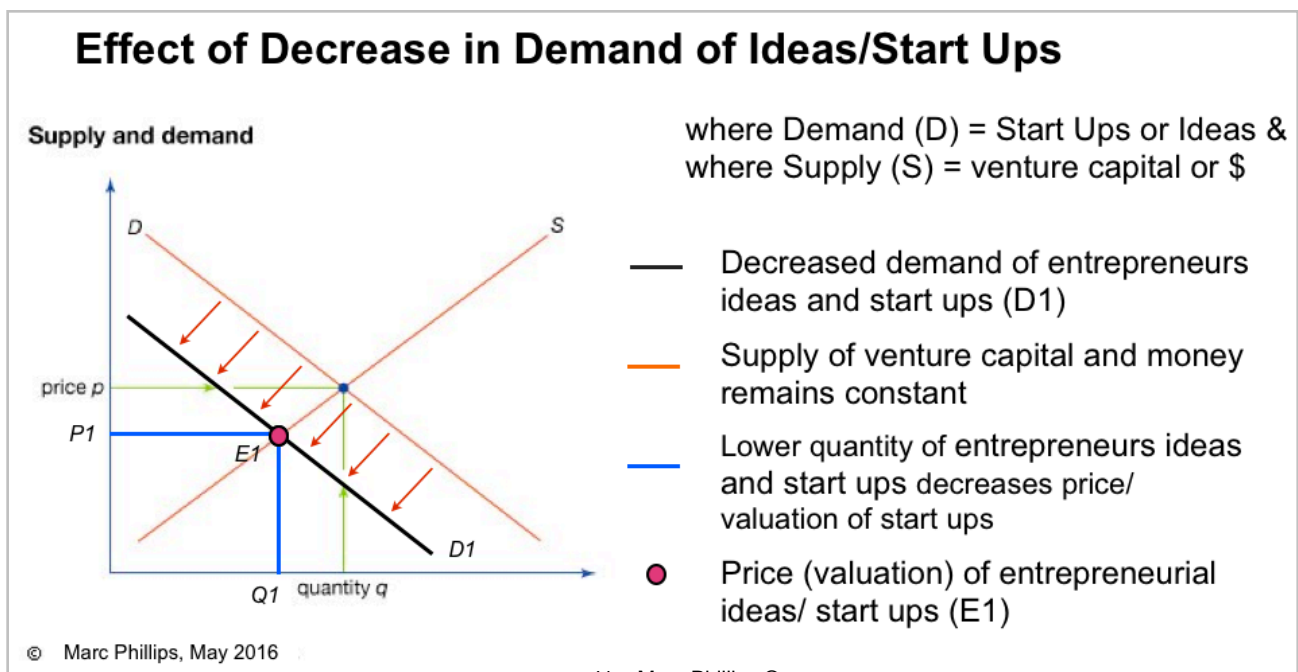 Effect of Decrease in Demand of Ideas/Start Ups
Supply and demand
where Demand (D) = Start Ups or Ideas &
where Supply (S) = venture capital or $
D
S
price p
P1
E1
D1
Q1
quantity q
Decreased demand of entrepreneurs
ideas and start ups (D1)
Supply of venture capital and money
remains constant
Lower quantity of entrepreneurs ideas
and start ups decreases price/
valuation of start ups
Price (valuation) of entrepreneurial
ideas/ start ups (E1)
© Marc Phillips, May 2016